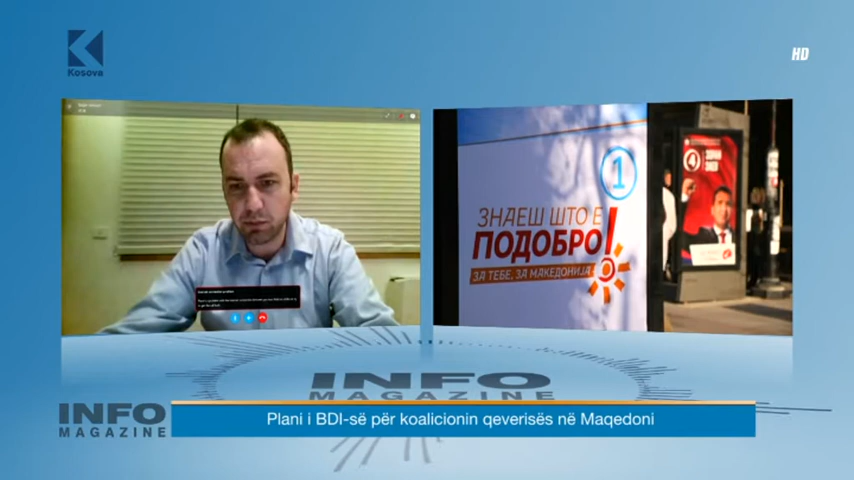 Kosova
HD
1
ЗНАЕШ ШТО Е
ПОДОБРО!
ЗА ТЕБЕ, ЗА МАКЕДОНИЈА
4
INFO
MAGAZINE
INFO
MAGAZINE
Plani i BDI-së për koalicionin qeverisës në Maqedoni